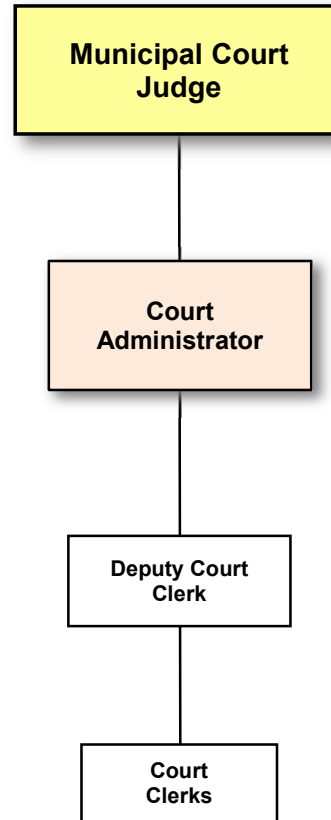 Municipal Court
Judge
Court
Administrator
Deputy Court
Clerk
Court
Clerks